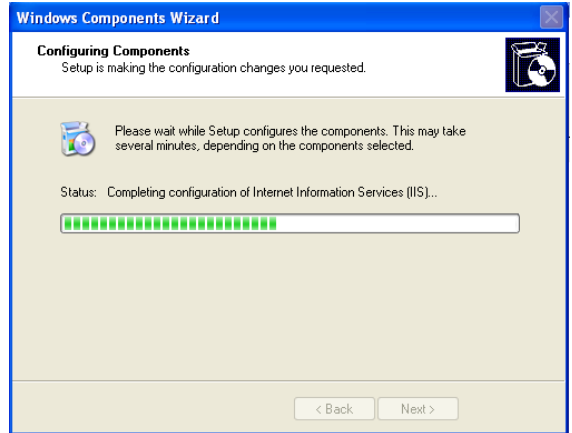 Windows Components Wizard
Configuring Components
Setup is making the configuration changes you requested.
Please wait while Setup configures the components. This may take
several minutes, depending on the components selected.
Status: Completing configuration of Internet Information Services (IIS)...
< Back Next >